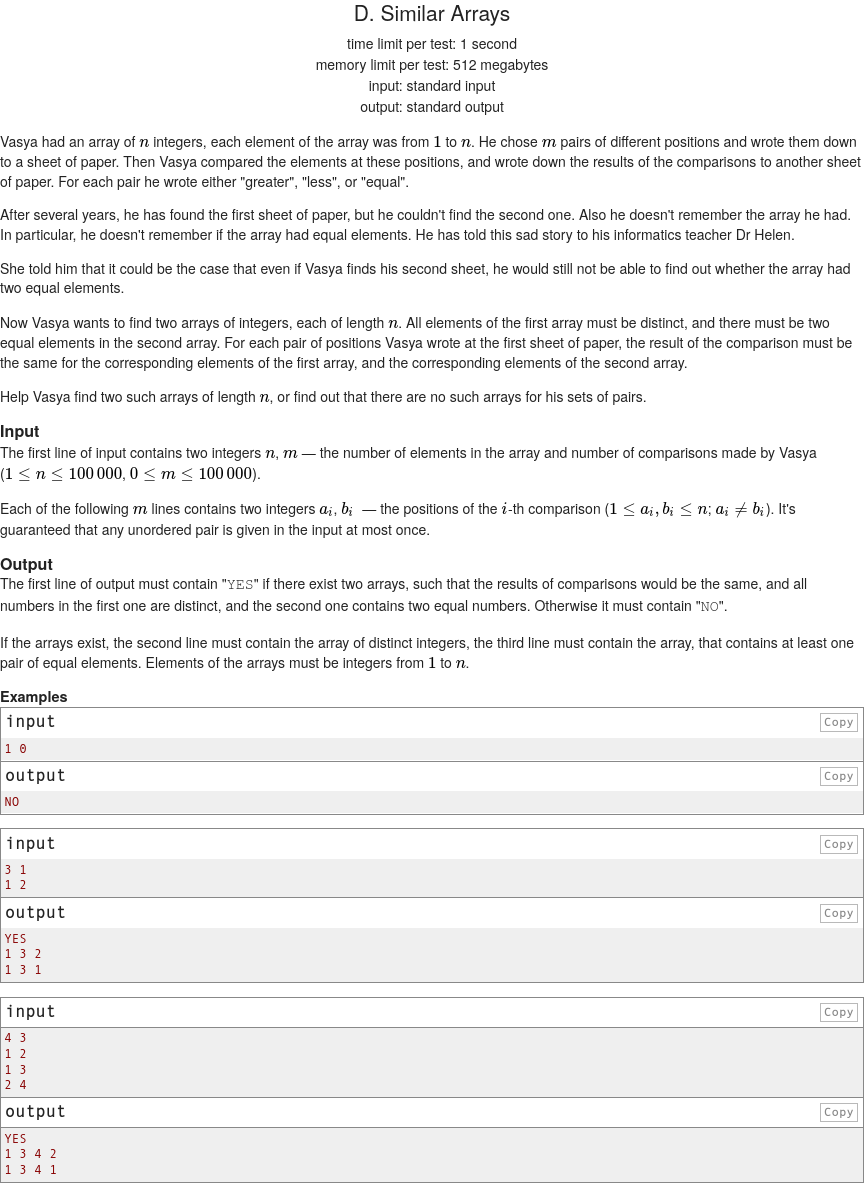 D. Similar Arrays
time limit per test: 1 second
memory limit per test: 512 megabytes
input: standard input
output: standard output
Vasya had an array of n integers, each element of the array was from 1 to n. He chose m pairs of different positions and wrote them down
to a sheet of paper. Then Vasya compared the elements at these positions, and wrote down the results of the comparisons to another sheet
of paper. For each pair he wrote either "greater", "less", or "equal".
After several years, he has found the first sheet of paper, but he couldn't find the second one. Also he doesn't remember the array he had.
In particular, he doesn't remember if the array had equal elements. He has told this sad story to his informatics teacher Dr Helen.
She told him that it could be the case that even if Vasya finds his second sheet, he would still not be able to find out whether the array had
two equal elements.
Now Vasya wants to find two arrays of integers, each of length n. All elements of the first array must be distinct, and there must be two
equal elements in the second array. For each pair of positions Vasya wrote at the first sheet of paper, the result of the comparison must be
the same for the corresponding elements of the first array, and the corresponding elements of the second array.
Help Vasya find two such arrays of length n, or find out that there are no such arrays for his sets of pairs.
Input
The first line of input contains two integers n, m — the number of elements in the array and number of comparisons made by Vasya
(1 ≤ n ≤ 100 000, 0 ≤ m ≤ 100 000).
Each of the following m lines contains two integers aᵢ, bᵢ — the positions of the i-th comparison (1 ≤ aᵢ, bᵢ ≤ n; aᵢ ≠ bᵢ). It's
guaranteed that any unordered pair is given in the input at most once.
Output
The first line of output must contain "YES" if there exist two arrays, such that the results of comparisons would be the same, and all
numbers in the first one are distinct, and the second one contains two equal numbers. Otherwise it must contain "NO".
If the arrays exist, the second line must contain the array of distinct integers, the third line must contain the array, that contains at least one
pair of equal elements. Elements of the arrays must be integers from 1 to n.
Examples
input Copy
1 0
output Copy
NO
input Copy
3 1
1 2
output Copy
YES
1 3 2
1 3 1
input Copy
4 3
1 2
1 3
2 4
output Copy
YES
1 3 4 2
1 3 4 1